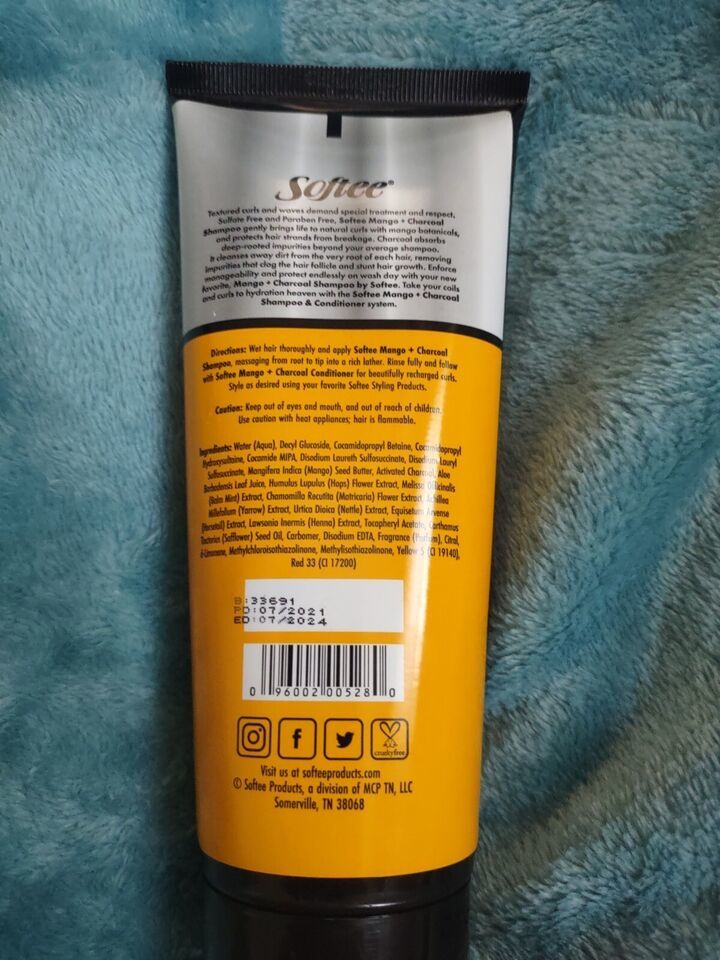 Softee®
Textured curls and waves demand special treatment and respect.
Sulfate Free and Paraben Free, Softee Mango + Charcoal
Shampoo gently brings life to natural curls with mango botanicals,
and protects hair strands from breakage. Charcoal absorbs
deep-rooted impurities beyond your average shampoo.
It cleanses away dirt from the very root of each hair, removing
impurities that clog the hair follicle and stunt hair growth. Enforce
manageability and protect endlessly on wash day with your new
favorite, Mango + Charcoal Shampoo by Softee. Take your coils
and curls to hydration heaven with the Softee Mango + Charcoal
Shampoo & Conditioner system.
Directions: Wet hair thoroughly and apply Softee Mango + Charcoal
Shampoo, massaging from root to tip into a rich lather. Rinse fully and follow
with Softee Mango + Charcoal Conditioner for beautifully recharged curls.
Style as desired using your favorite Softee Styling Products.
Caution: Keep out of eyes and mouth, and out of reach of children.
Use caution with heat appliances; hair is flammable.
Ingredients: Water (Aqua), Decyl Glucoside, Cocamidopropyl Betaine, Cocamidopropyl
Hydroxysultaine, Cocamide MIPA, Disodium Laureth Sulfosuccinate, Disodium Lauryl
Sulfosuccinate, Mangifera Indica (Mango) Seed Butter, Activated Charcoal, Aloe
Barbadensis Leaf Juice, Humulus Lupulus (Hops) Flower Extract, Melissa Officinalis
(Balm Mint) Extract, Chamomilla Recutita (Matricaria) Flower Extract, Achillea
Millefolium (Yarrow) Extract, Urtica Dioica (Nettle) Extract, Equisetum Arvense
(Horsetail) Extract, Lawsonia Inermis (Henna) Extract, Tocopheryl Acetate, Carthamus
Tinctorius (Safflower) Seed Oil, Carbomer, Disodium EDTA, Fragrance (Parfum), Citral,
d-Limonene, Methylchloroisothiazolinone, Methylisothiazolinone, Yellow 5 (CI 19140),
Red 33 (CI 17200)
B:33691
PD:07/2021
ED:07/2024
0 96002 00528 0
crueltyfree
Visit us at softeeproducts.com
© Softee Products, a division of MCP TN, LLC
Somerville, TN 38068